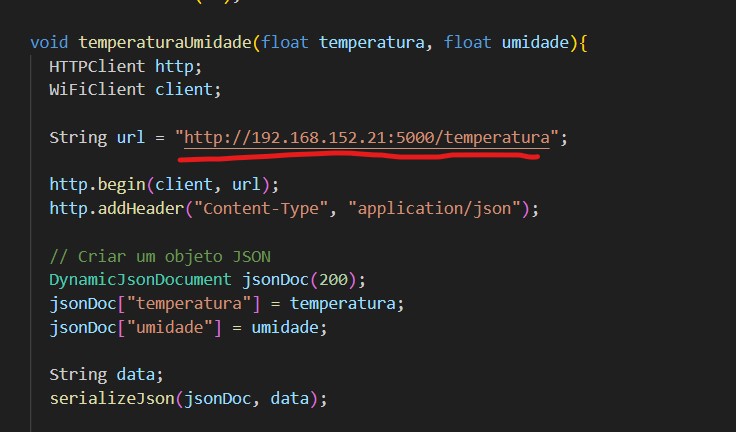 void temperaturaUmidade(float temperatura, float umidade){
HTTPClient http;
WiFiClient client;
String url = "http://192.168.152.21:5000/temperatura";
http.begin(client, url);
http.addHeader("Content-Type", "application/json");
// Criar um objeto JSON
DynamicJsonDocument jsonDoc(200);
jsonDoc["temperatura"] = temperatura;
jsonDoc["umidade"] = umidade;
String data;
serializeJson(jsonDoc, data);